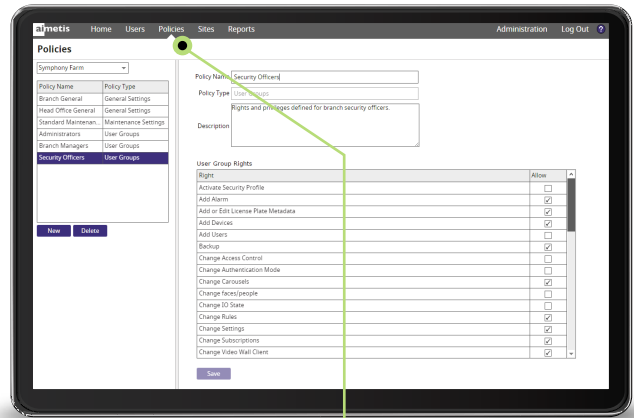 aimetis Home Users Policies Sites Reports Administration Log Out ?
Policies
Symphony Farm
Policy Name Policy Type
Branch General General Settings
Head Office General General Settings
Standard Maintenan... Maintenance Settings
Administrators User Groups
Branch Managers User Groups
Security Officers User Groups
New Delete
Policy Name Security Officers
Policy Type User Groups
Description Rights and privileges defined for branch security officers.
User Group Rights
Right Allow
Activate Security Profile
Add Alarm
Add or Edit License Plate Metadata
Add Devices
Add Users
Backup
Change Access Control
Change Authentication Mode
Change Carousels
Change faces/people
Change IO State
Change Rules
Change Settings
Change Subscriptions
Change Video Wall Client
Save